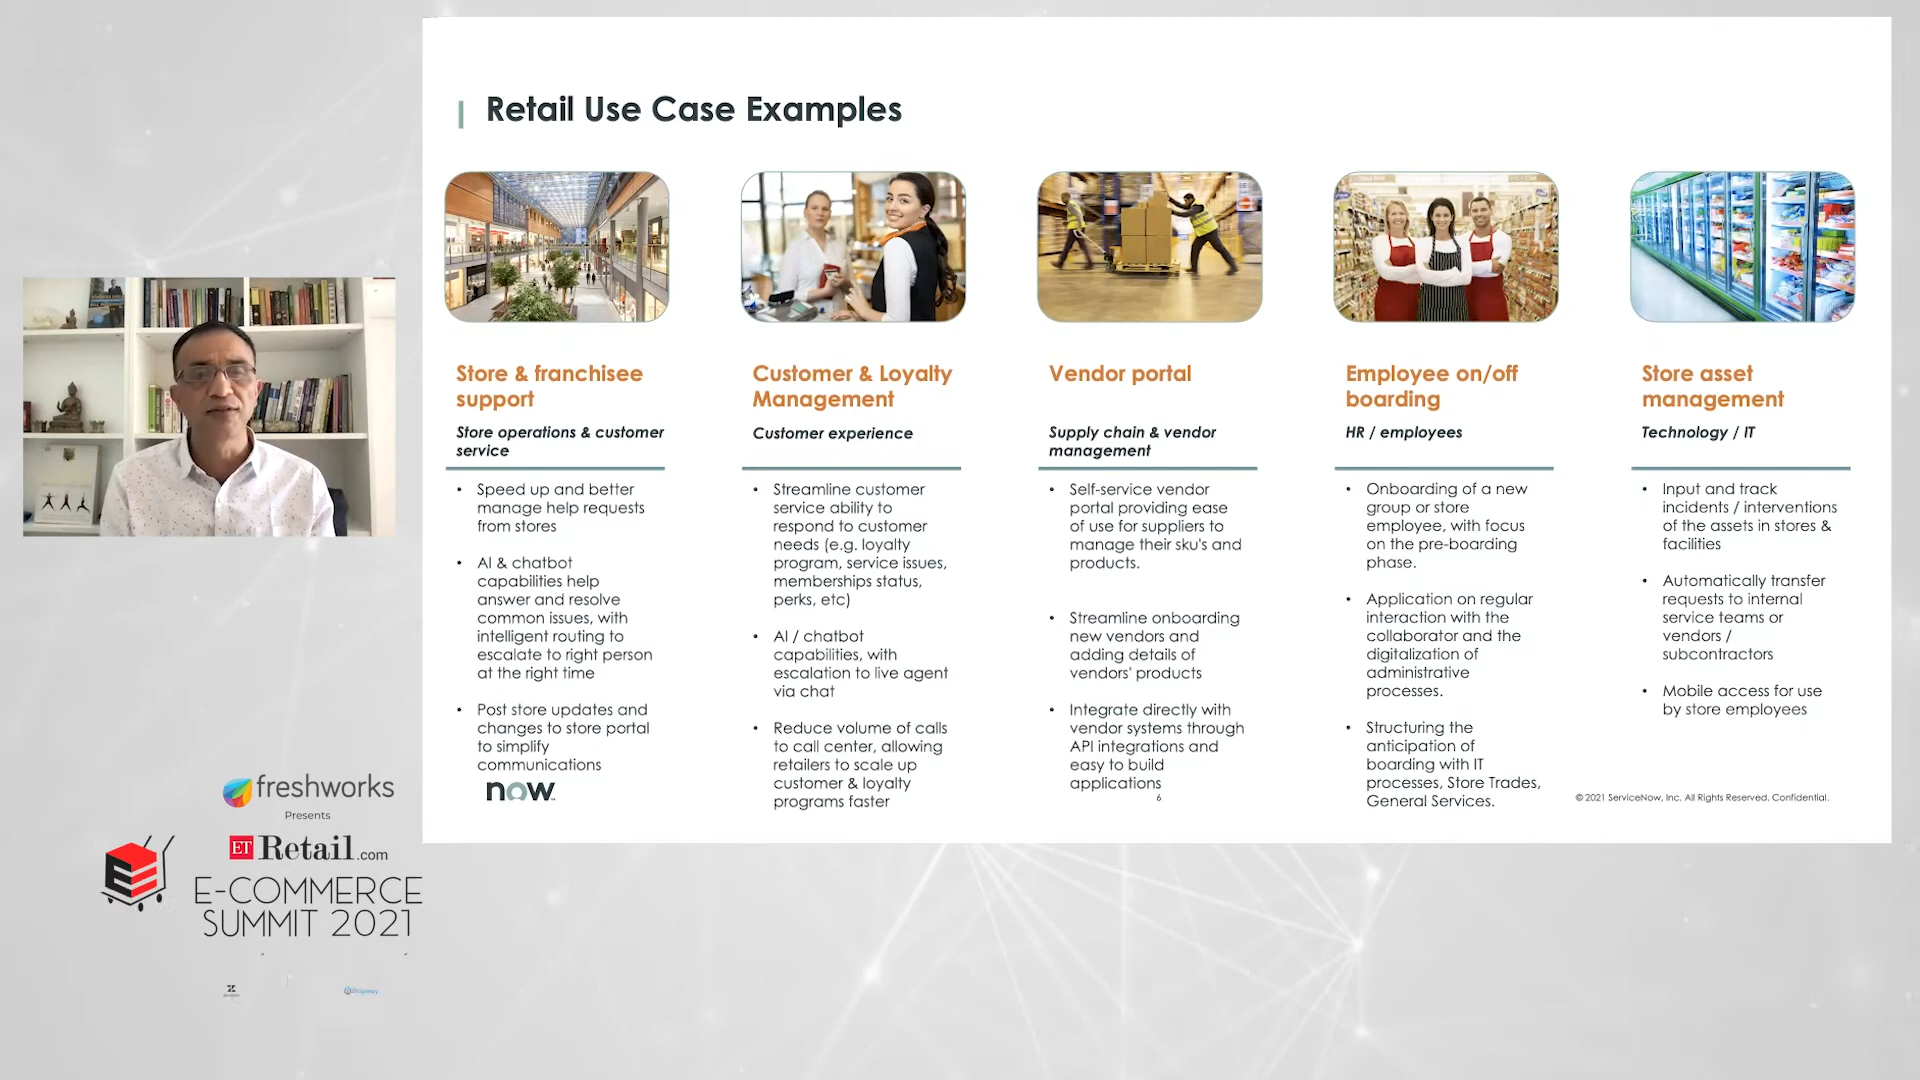 Retail Use Case Examples
Store & franchisee
support
Store operations & customer
service
• Speed up and better
manage help requests
from stores
• AI & chatbot
capabilities help
answer and resolve
common issues, with
intelligent routing to
escalate to right person
at the right time
• Post store updates and
changes to store portal
to simplify
communications
Customer & Loyalty
Management
Customer experience
• Streamline customer
service ability to
respond to customer
needs (e.g. loyalty
program, service issues,
memberships status,
perks, etc)
• AI / chatbot
capabilities, with
escalation to live agent
via chat
• Reduce volume of calls
to call center, allowing
retailers to scale up
customer & loyalty
programs faster
Vendor portal
Supply chain & vendor
management
• Self-service vendor
portal providing ease
of use for suppliers to
manage their sku's and
products.
• Streamline onboarding
new vendors and
adding details of
vendors' products
• Integrate directly with
vendor systems through
API integrations and
easy to build
applications
Employee on/off
boarding
HR / employees
• Onboarding of a new
group or store
employee, with focus
on the pre-boarding
phase.
• Application on regular
interaction with the
collaborator and the
digitalization of
administrative
processes.
• Structuring the
anticipation of
boarding with IT
processes, Store Trades,
General Services.
Store asset
management
Technology / IT
• Input and track
incidents / interventions
of the assets in stores &
facilities
• Automatically transfer
requests to internal
service teams or
vendors /
subcontractors
• Mobile access for use
by store employees
now
6
© 2021 ServiceNow, Inc. All Rights Reserved. Confidential.
freshworks
Presents
ET Retail.com
E-COMMERCE
SUMMIT 2021